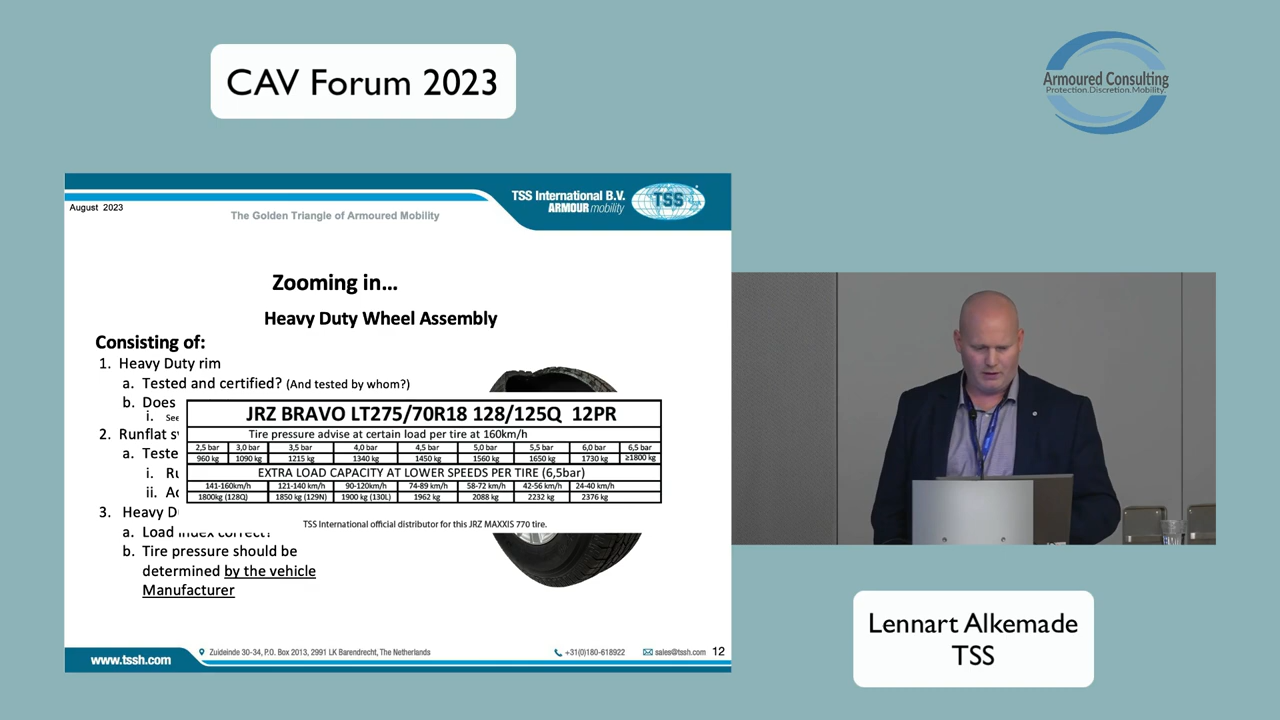 CAV Forum 2023
Armoured Consulting
Protection.Discretion.Mobility.
August 2023
The Golden Triangle of Armoured Mobility
TSS International B.V.
ARMOUR mobility
TSS
Zooming in...
Heavy Duty Wheel Assembly
Consisting of:
1. Heavy Duty rim
a. Tested and certified? (And tested by whom?)
b. Does
i. See
2. Runflat
a. Teste
i. Ru
ii.
3. Heavy D
a. Load index correct?
b. Tire pressure should be
determined by the vehicle
Manufacturer
JRZ BRAVO LT275/70R18 128/125Q 12PR
Tire pressure advise at certain load per tire at 160km/h
2,5 bar 3,0 bar 3,5 bar 4,0 bar 4,5 bar 5,0 bar 5,5 bar 6,0 bar 6,5 bar
960 kg 1090 kg 1215 kg 1340 kg 1450 kg 1560 kg 1650 kg 1730 kg ≥1800 kg
EXTRA LOAD CAPACITY AT LOWER SPEEDS PER TIRE (6,5bar)
141-160km/h 121-140 km/h 90-120km/h 74-89 km/h 58-72 km/h 42-56 km/h 24-40 km/h
1800kg (128Q) 1850 kg (129N) 1900 kg (130L) 1962 kg 2088 kg 2232 kg 2376 kg
TSS International official distributor for this JRZ MAXXIS 770 tire.
www.tssh.com
Zuideinde 30-34, P.O. Box 2013, 2991 LK Barendrecht, The Netherlands
+31(0)180-618922
sales@tssh.com
12
Lennart Alkemade
TSS